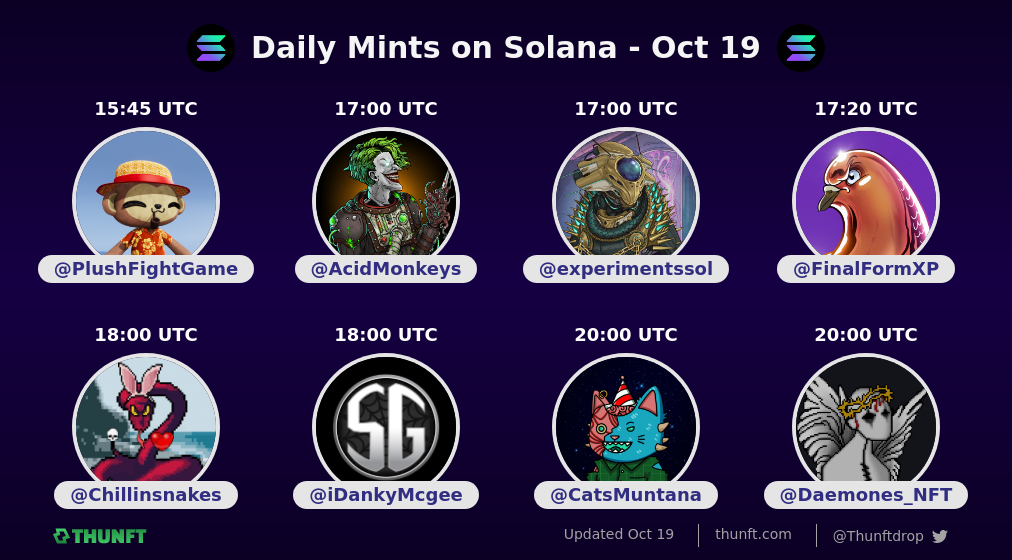 Daily Mints on Solana - Oct 19
15:45 UTC
17:00 UTC
17:00 UTC
17:20 UTC
@PlushFightGame
@AcidMonkeys
@experimentssol
@FinalFormXP
18:00 UTC
18:00 UTC
20:00 UTC
20:00 UTC
SG
@Chillinsnakes
@iDankyMcgee
@CatsMuntana
@Daemones_NFT
THUNFT
Updated Oct 19
thunft.com
@Thunftdrop